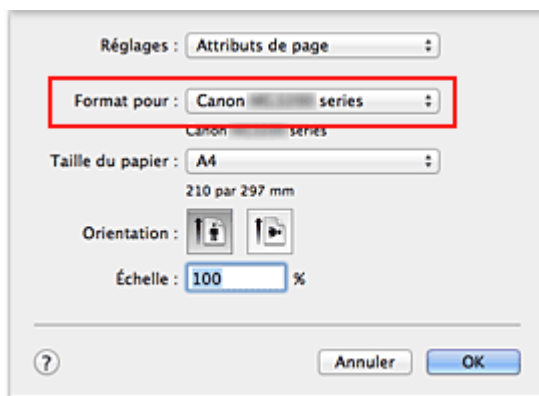 Réglages : Attributs de page
Format pour : Canon series
Canon series
Taille du papier : A4
210 par 297 mm
Orientation :
Échelle : 100 %
? Annuler OK